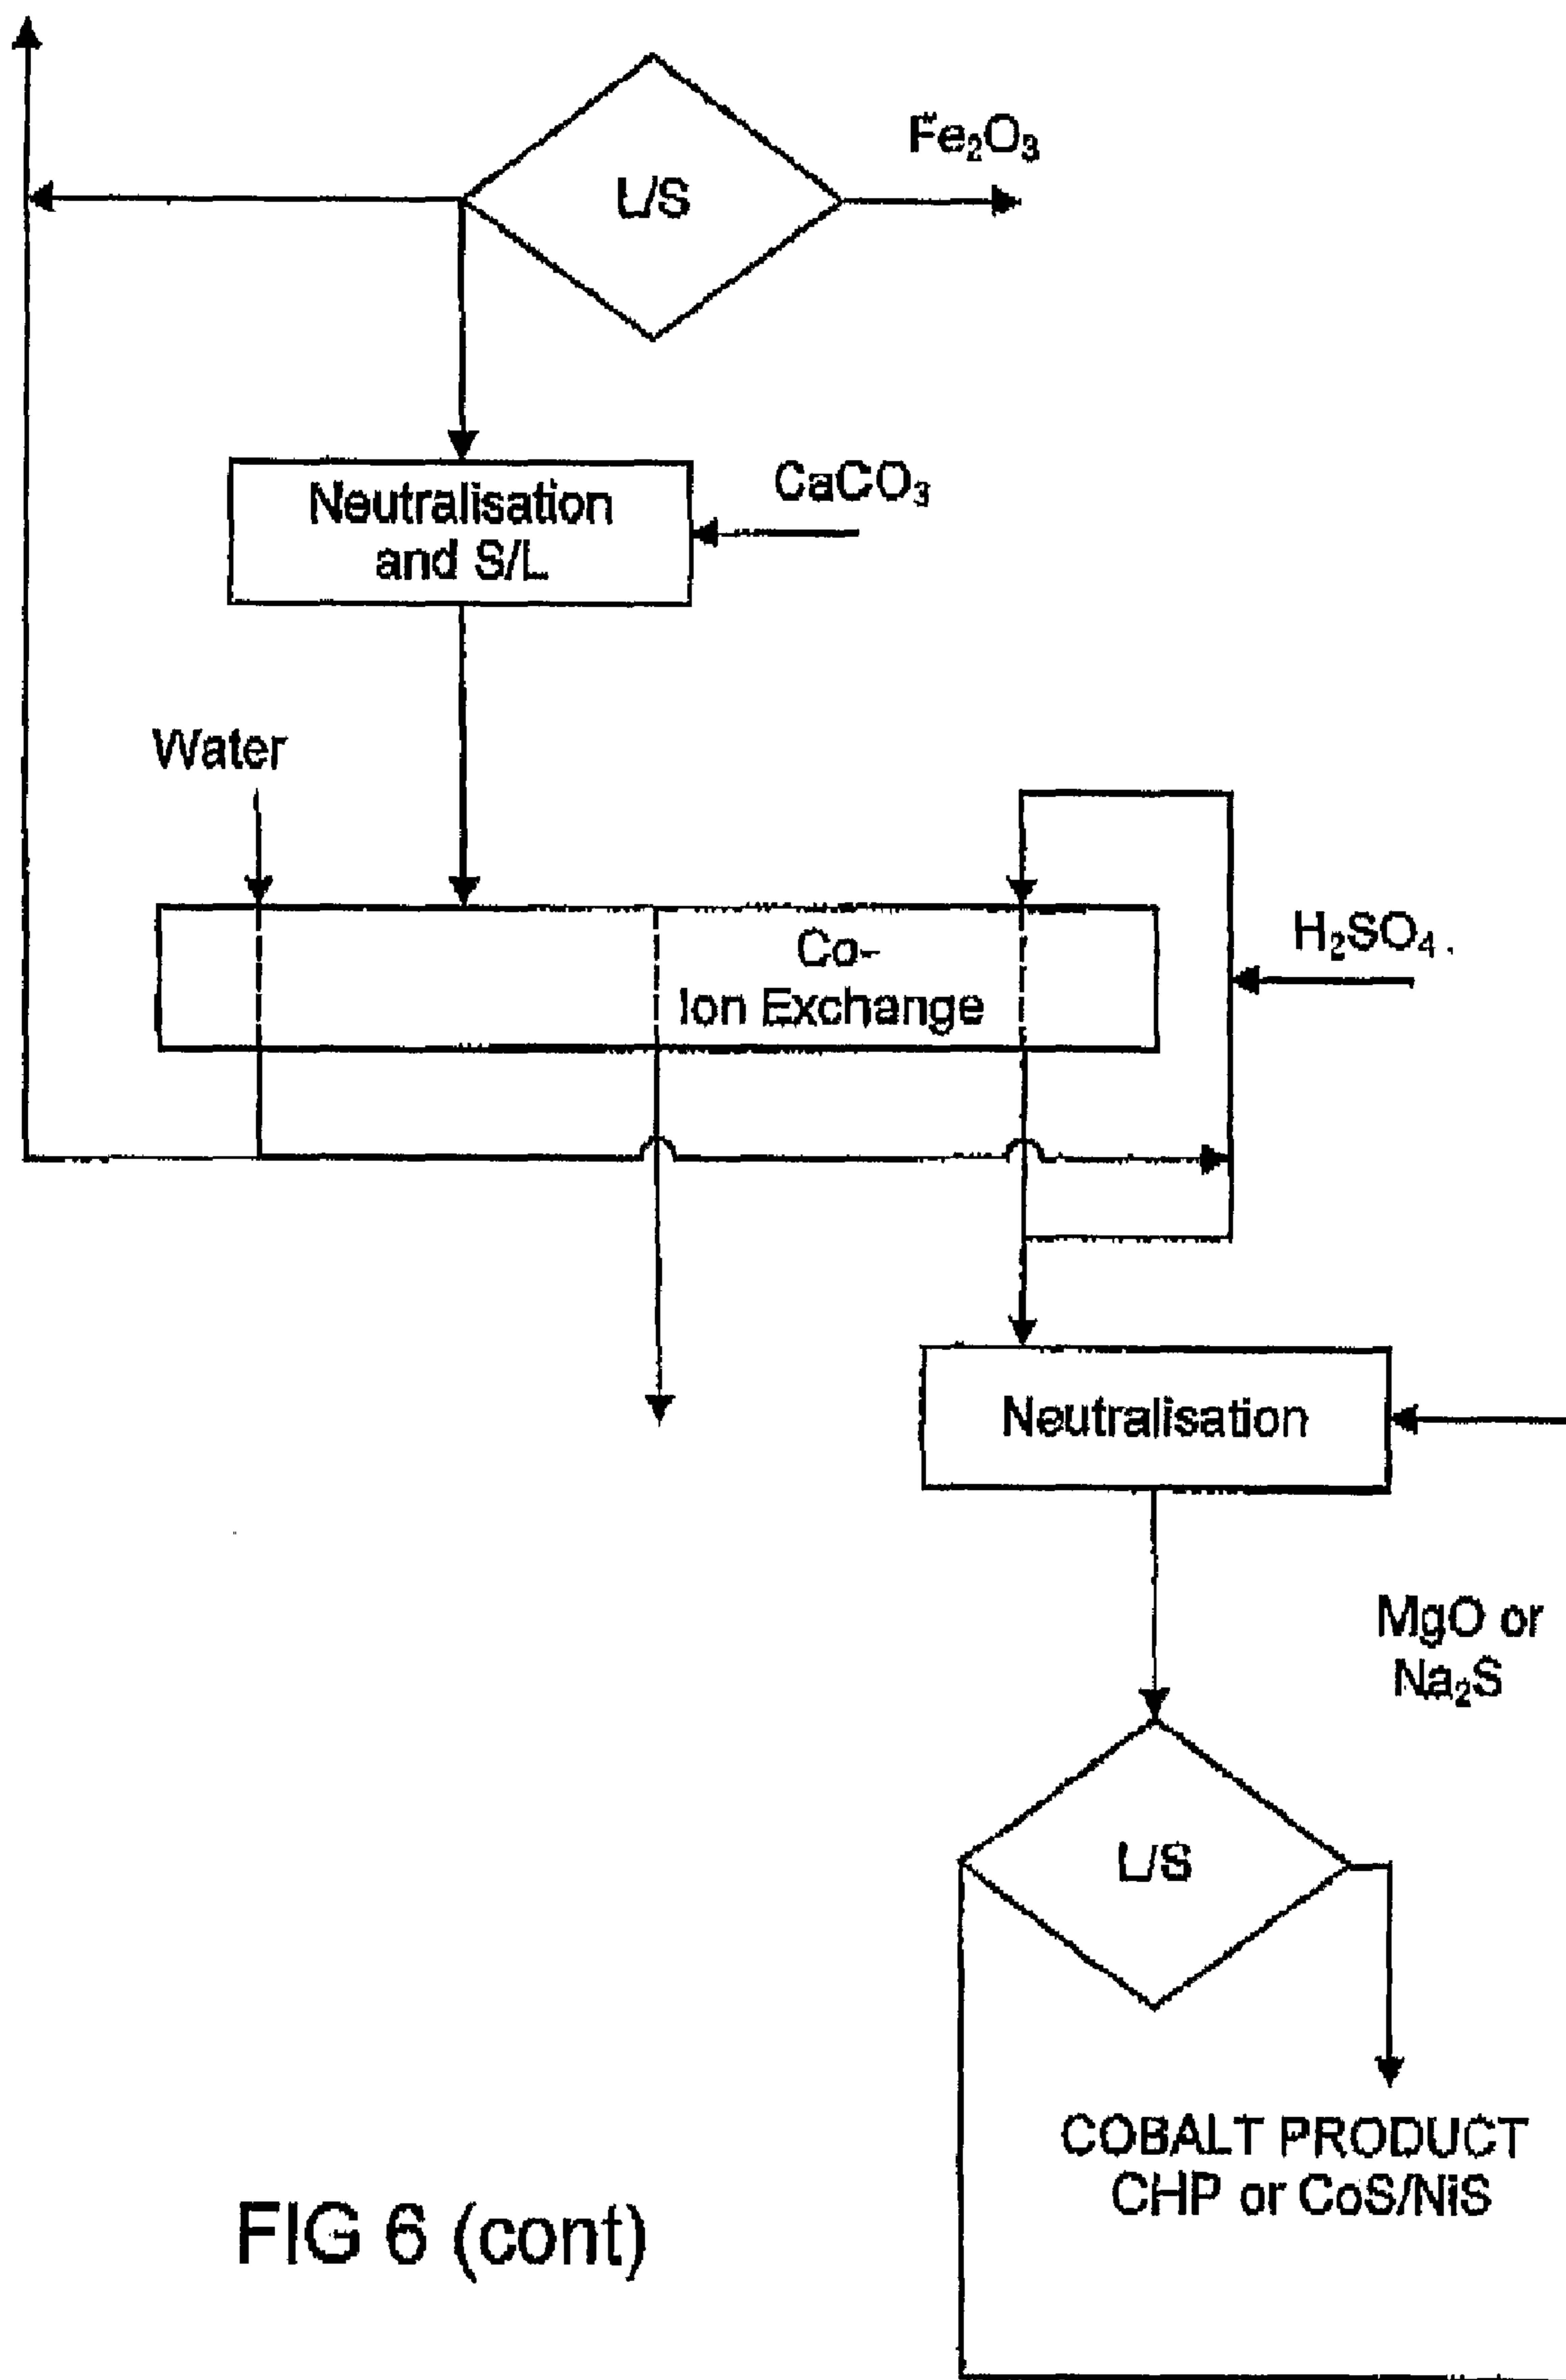 Fe₂O₃
L/S
Neutralisation
and S/L
CaCO₃
Water
Co-
Ion Exchange
H₂SO₄
Neutralisation
MgO or
Na₂S
L/S
COBALT PRODUCT
CHP or CoS/NiS
FIG 6 (cont)